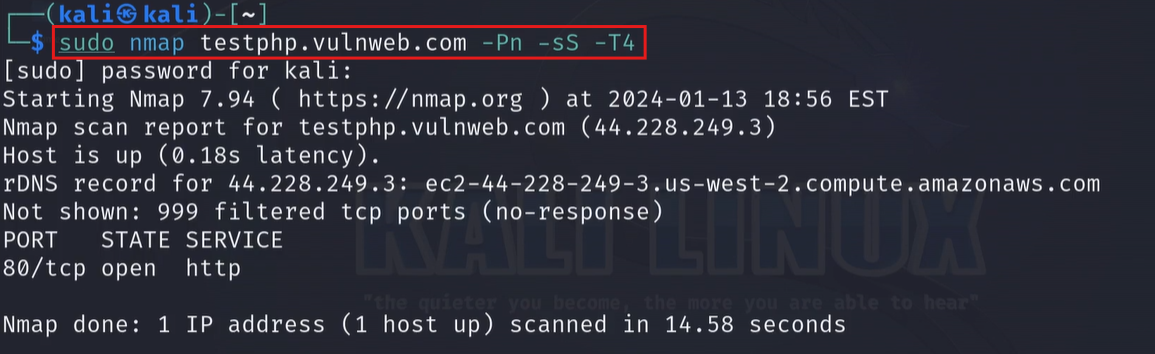 ┌──(kali㉿kali)-[~]
└─$ sudo nmap testphp.vulnweb.com -Pn -sS -T4
[sudo] password for kali:
Starting Nmap 7.94 ( https://nmap.org ) at 2024-01-13 18:56 EST
Nmap scan report for testphp.vulnweb.com (44.228.249.3)
Host is up (0.18s latency).
rDNS record for 44.228.249.3: ec2-44-228-249-3.us-west-2.compute.amazonaws.com
Not shown: 999 filtered tcp ports (no-response)
PORT   STATE SERVICE
80/tcp open  http
KALI LINUX
"the quieter you become, the more you are able to hear"
Nmap done: 1 IP address (1 host up) scanned in 14.58 seconds